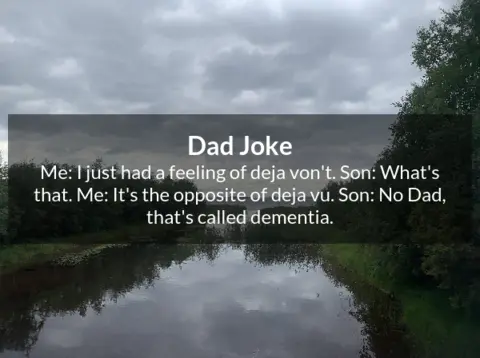 Dad Joke
Me: I just had a feeling of deja von't. Son: What's
that. Me: It's the opposite of deja vu. Son: No Dad,
that's called dementia.